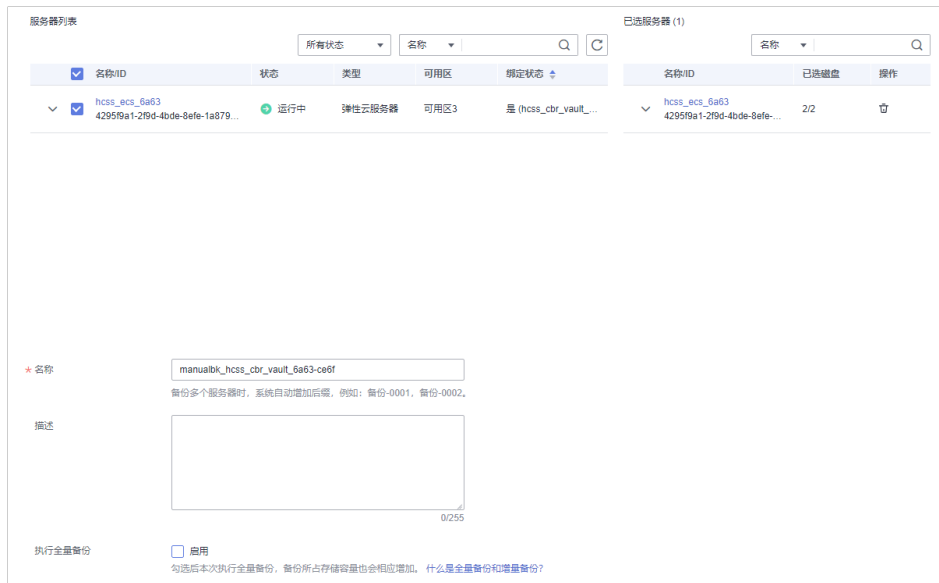 服务器列表
已选服务器 (1)
所有状态 名称
名称
名称/ID 状态 类型 可用区 绑定状态
名称/ID 已选磁盘 操作
hcss_ecs_6a63
4295f9a1-2f9d-4bde-8efe-1a879...
运行中 弹性云服务器 可用区3 是 (hcss_cbr_vault_...
hcss_ecs_6a63
4295f9a1-2f9d-4bde-8efe-...
2/2
* 名称
manualbk_hcss_cbr_vault_6a63-ce6f
备份多个服务器时，系统自动增加后缀，例如：备份-0001，备份-0002。
描述
0/255
执行全量备份
启用
勾选后本次执行全量备份，备份所占存储容量也会相应增加。 什么是全量备份和增量备份?